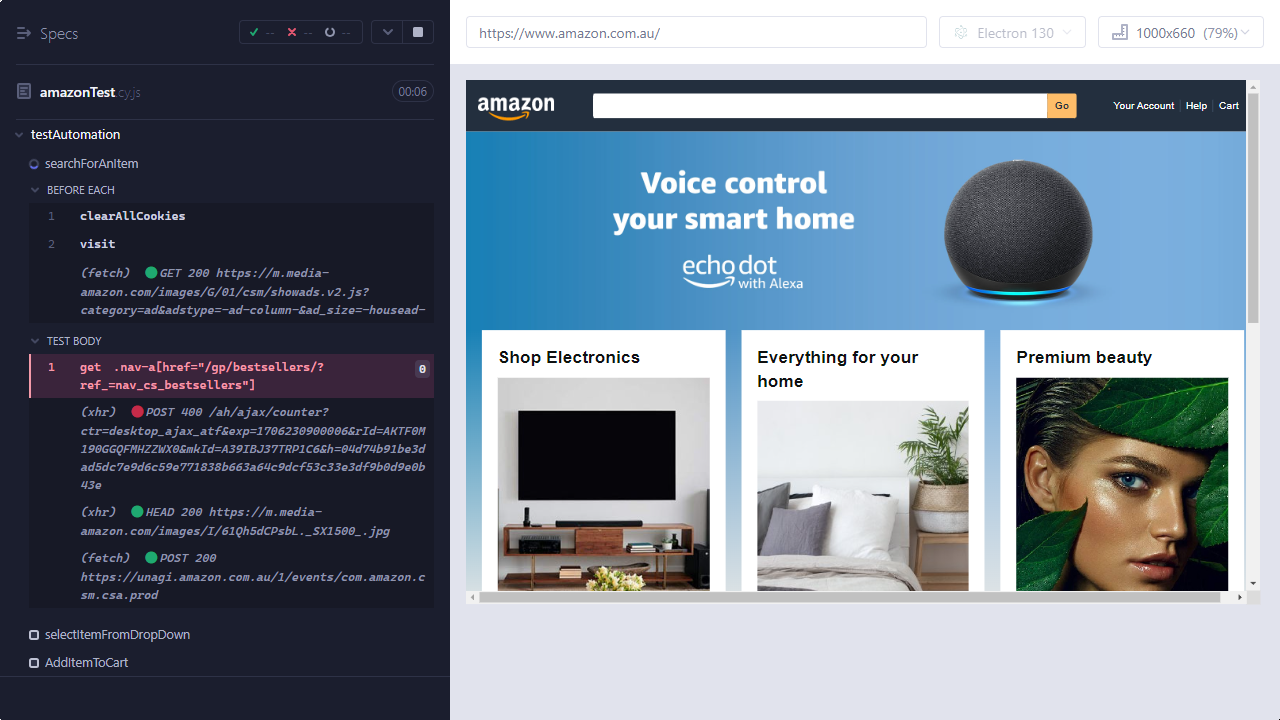 Specs
--
--
--
amazonTest.cy.js
00:06
testAutomation
searchForAnItem
BEFORE EACH
1 clearAllCookies
2 visit
(fetch) GET 200 https://m.media-
amazon.com/images/G/01/csm/showads.v2.js?
category=ad&adstype=-ad-column-&ad_size=-housead-
TEST BODY
1 get .nav-a[href="/gp/bestsellers/?
ref_=nav_cs_bestsellers"]
0
(xhr) POST 400 /ah/ajax/counter?
ctr=desktop_ajax_atf&exp=1706230900006&rId=AKTF0M
190GGQFMHZZWX0&mkId=A39IBJ37TRP1C6&h=04d74b91be3d
ad5dc7e9d6c59e771838b663a64c9dcf53c33e3df9b0d9e0b
43e
(xhr) HEAD 200 https://m.media-
amazon.com/images/I/61Qh5dCPsbL._SX1500_.jpg
(fetch) POST 200
https://unagi.amazon.com.au/1/events/com.amazon.c
sm.csa.prod
selectItemFromDropDown
AddItemToCart
https://www.amazon.com.au/
Electron 130
1000x660 (79%)
amazon
Go
Your Account
Help
Cart
Voice control
your smart home
echo dot
with Alexa
Shop Electronics
Everything for your
home
Premium beauty